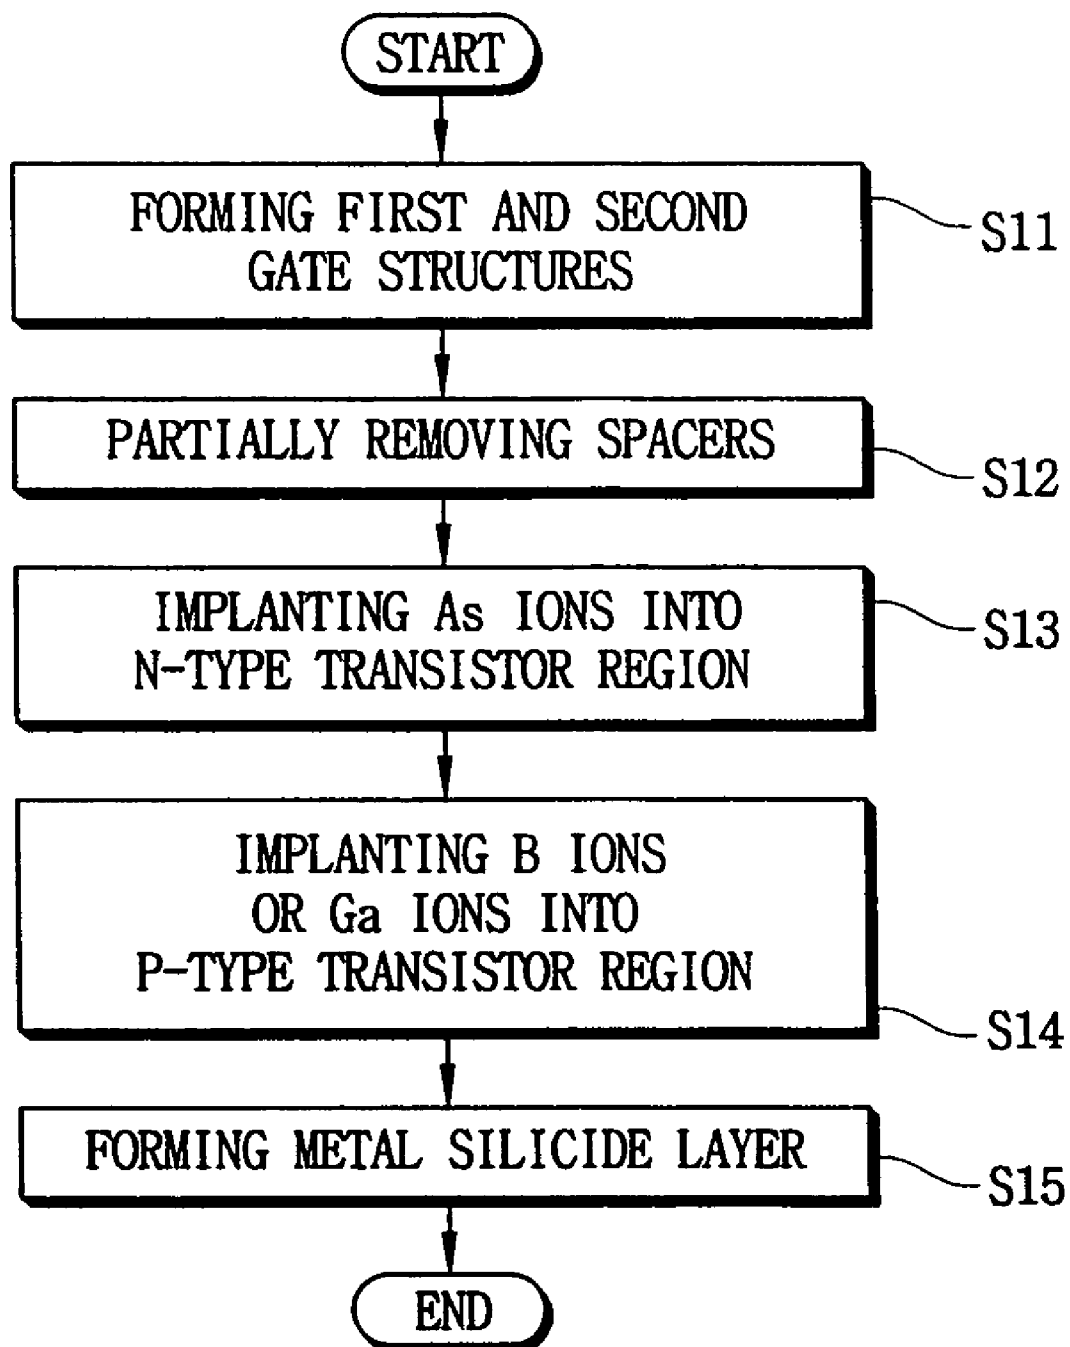 START
FORMING FIRST AND SECOND
GATE STRUCTURES
S11
PARTIALLY REMOVING SPACERS
S12
IMPLANTING As IONS INTO
N-TYPE TRANSISTOR REGION
S13
IMPLANTING B IONS
OR Ga IONS INTO
P-TYPE TRANSISTOR REGION
S14
FORMING METAL SILICIDE LAYER
S15
END